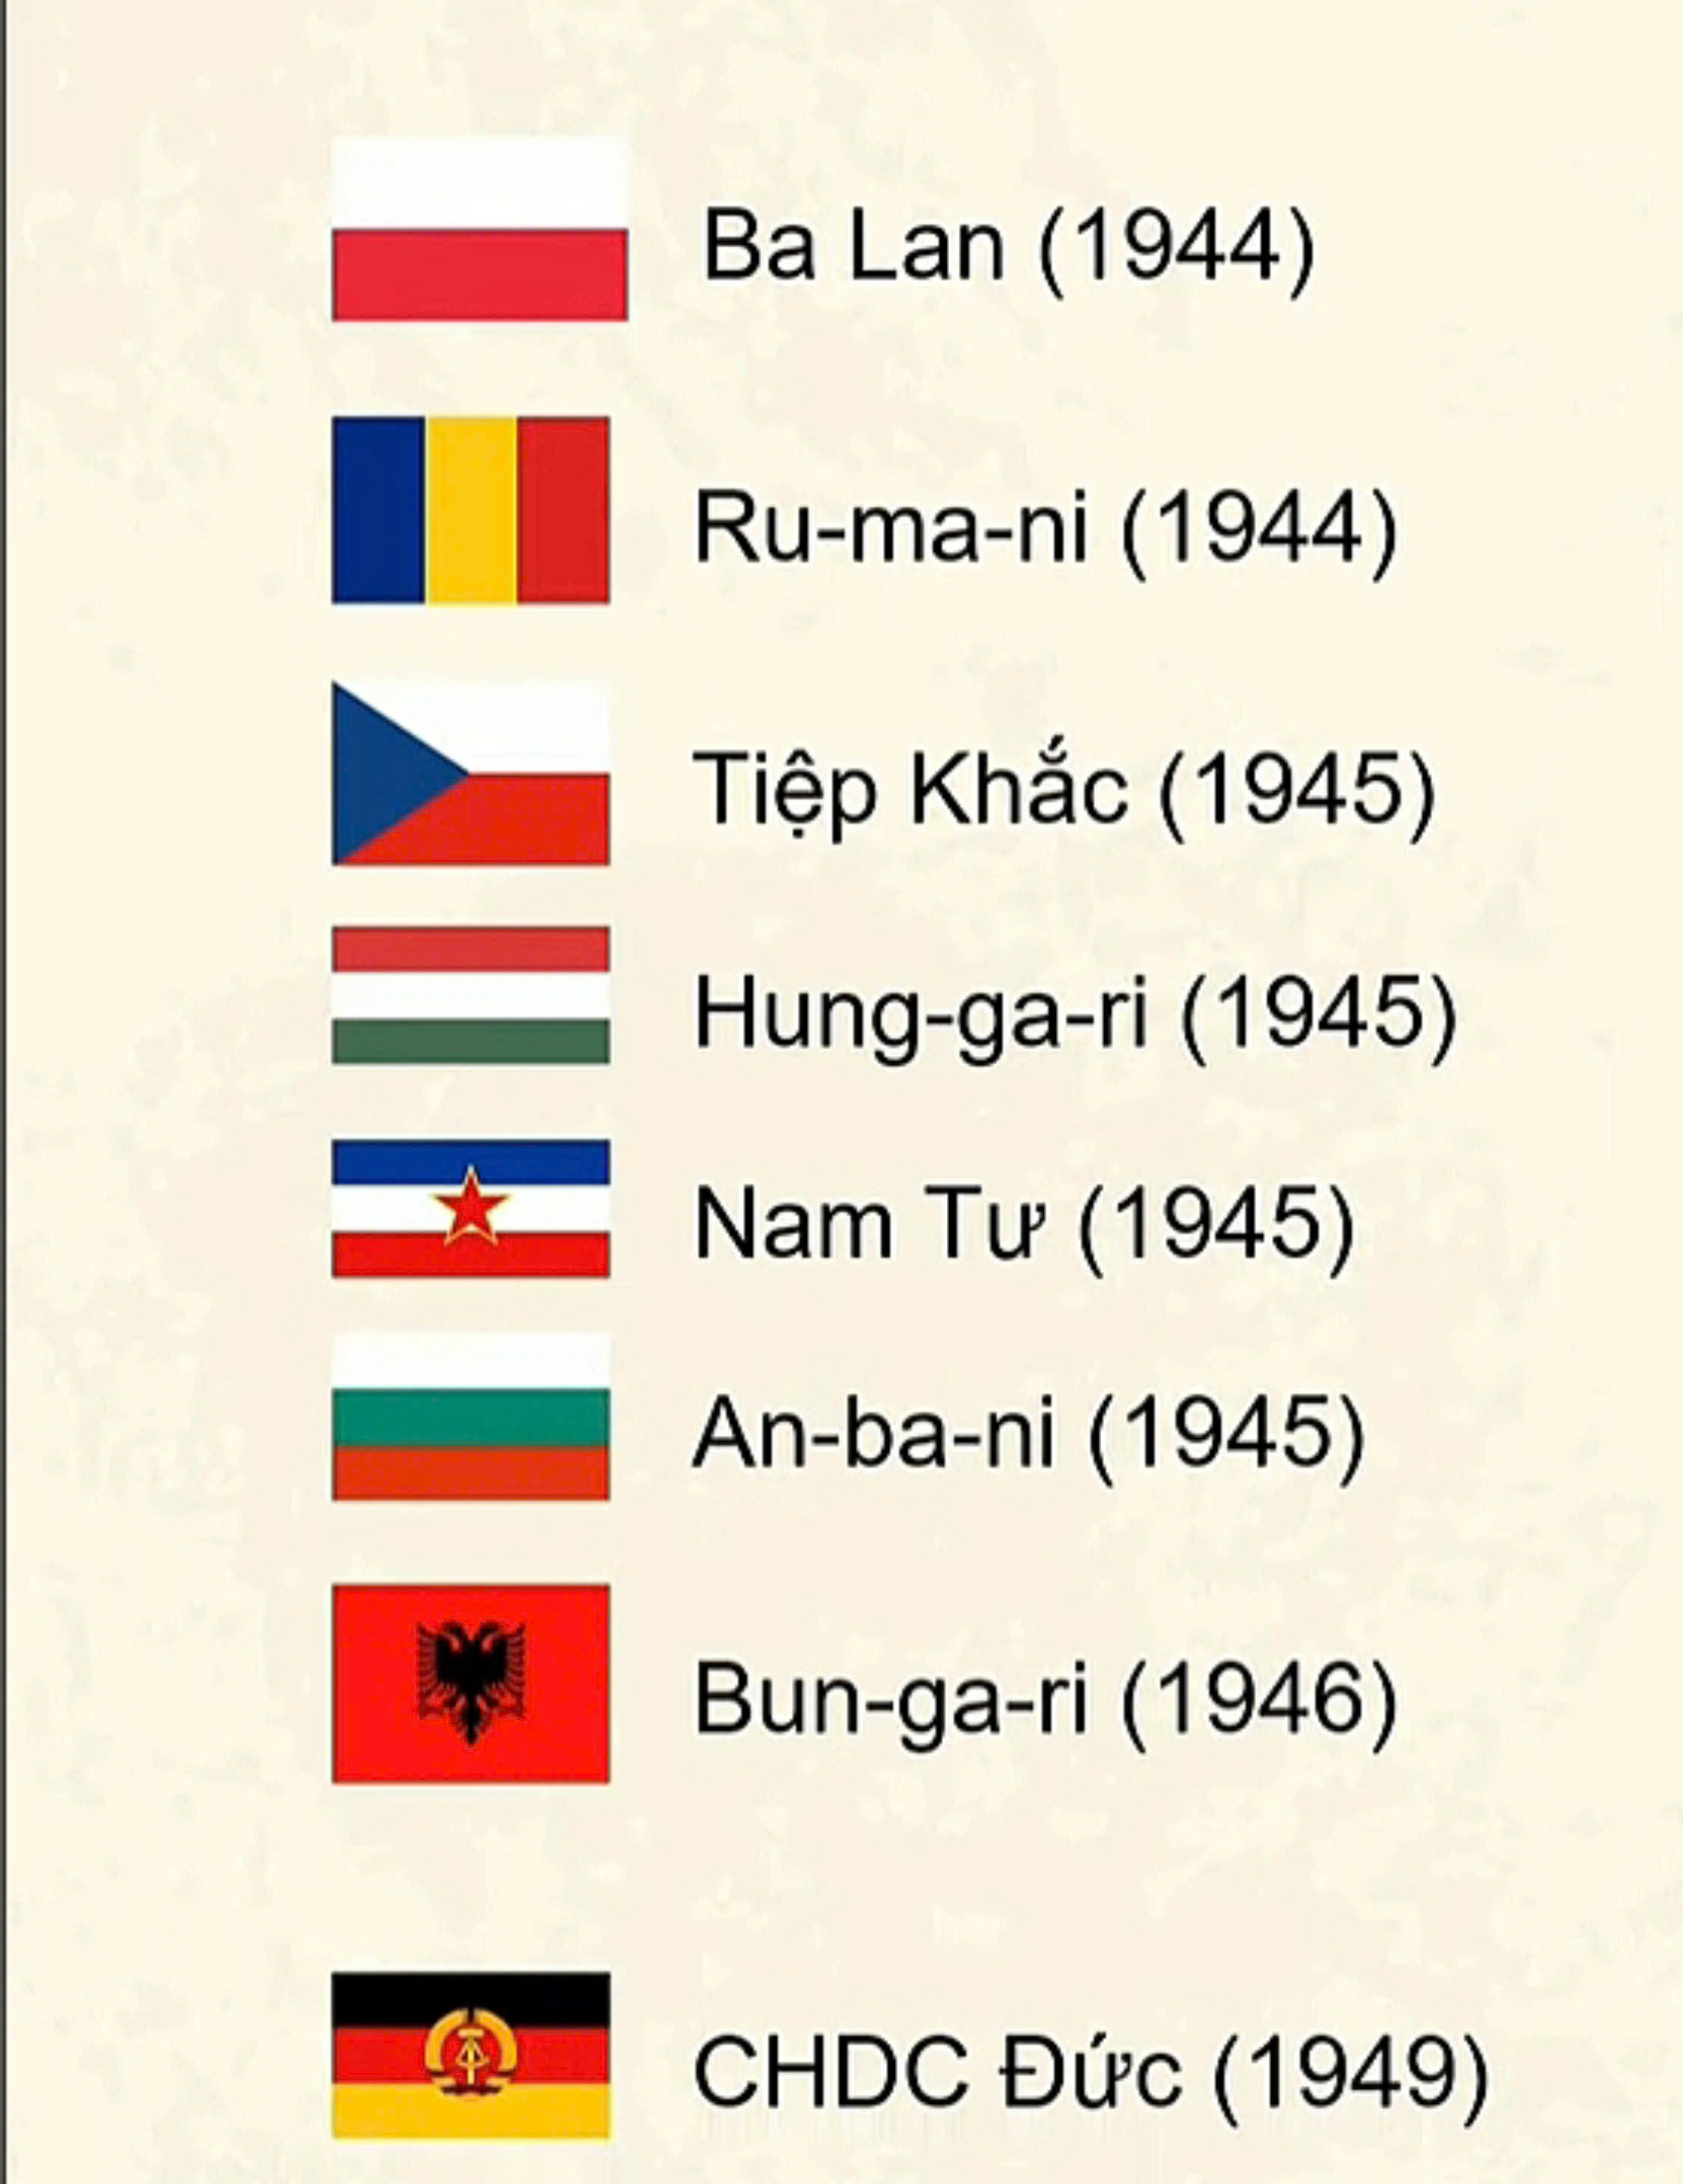 Ba Lan (1944)
Ru-ma-ni (1944)
Tiệp Khắc (1945)
Hung-ga-ri (1945)
Nam Tư (1945)
An-ba-ni (1945)
Bun-ga-ri (1946)
CHDC Đức (1949)